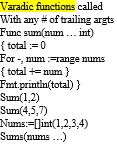 Varadic functions called
With any # of trailing argts
Func sum(num … int)
{ total := 0
For -, num :=range nums
{ total += num }
Fmt.println(total) }
Sum(1,2)
Sum(4,5,7)
Nums:=[]int(1,2,3,4)
Sums(nums …)